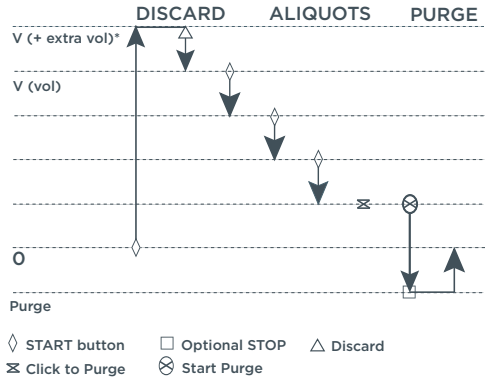 DISCARD ALIQUOTS PURGE
V (+ extra vol)*
V (vol)
0
Purge
START button Optional STOP Discard
Click to Purge Start Purge